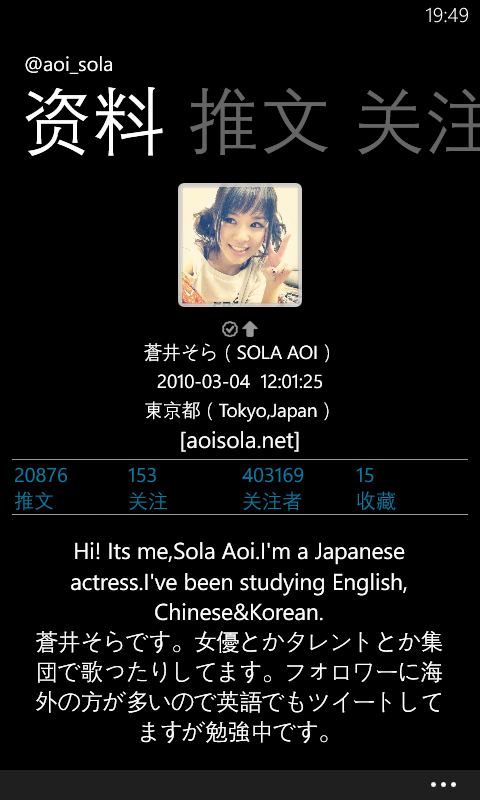 19:49
@aoi_sola
资料 推文 关注
蒼井そら ( SOLA AOI )
2010-03-04 12:01:25
東京都 ( Tokyo,Japan )
[aoisola.net]
20876 153 403169 15
推文 关注 关注者 收藏
Hi! Its me,Sola Aoi.I'm a Japanese
actress.I've been studying English,
Chinese&Korean.
蒼井そらです。女優とかタレントとか集
団で歌ったりしてます。フォロワーに海
外の方が多いので英語でもツイートして
ますが勉強中です。